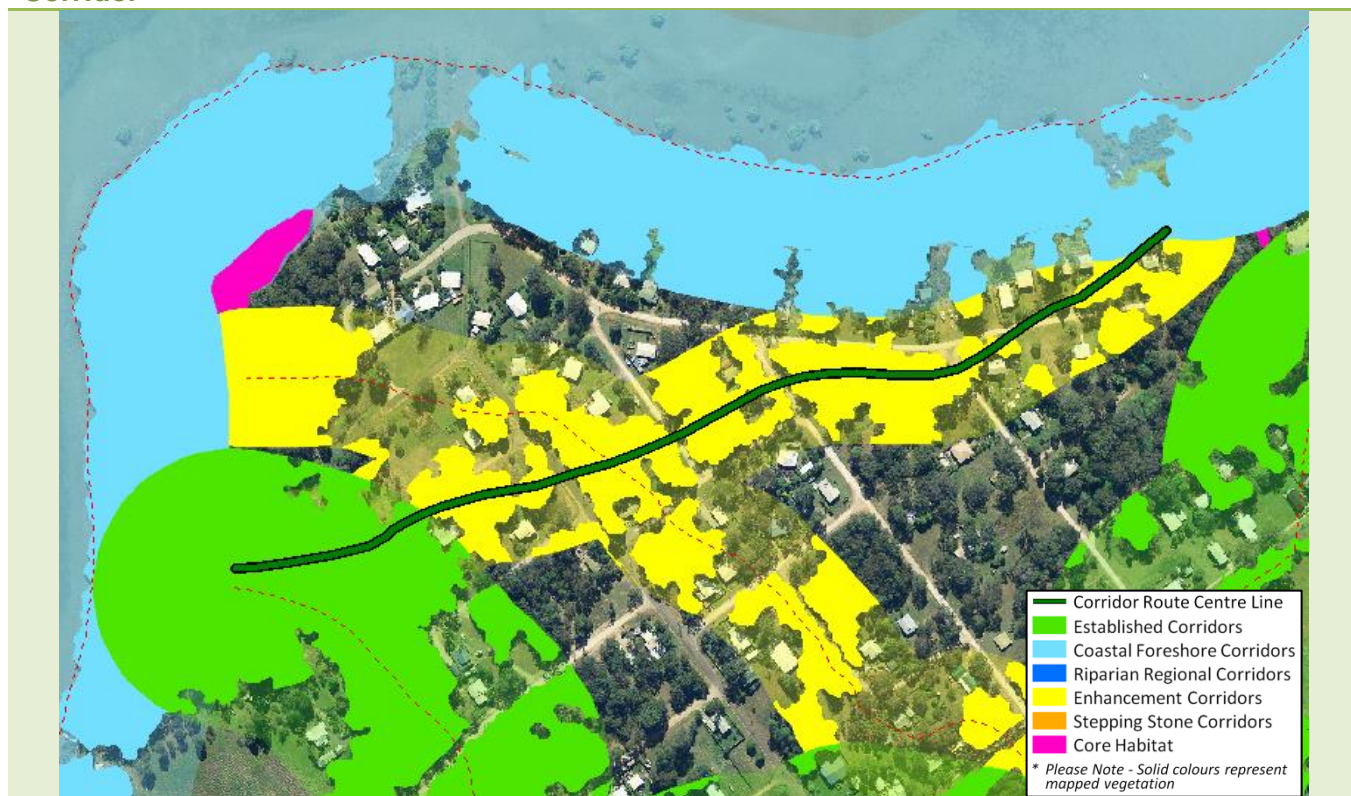 Corridor
Corridor Route Centre Line
Established Corridors
Coastal Foreshore Corridors
Riparian Regional Corridors
Enhancement Corridors
Stepping Stone Corridors
Core Habitat
* Please Note - Solid colours represent
mapped vegetation